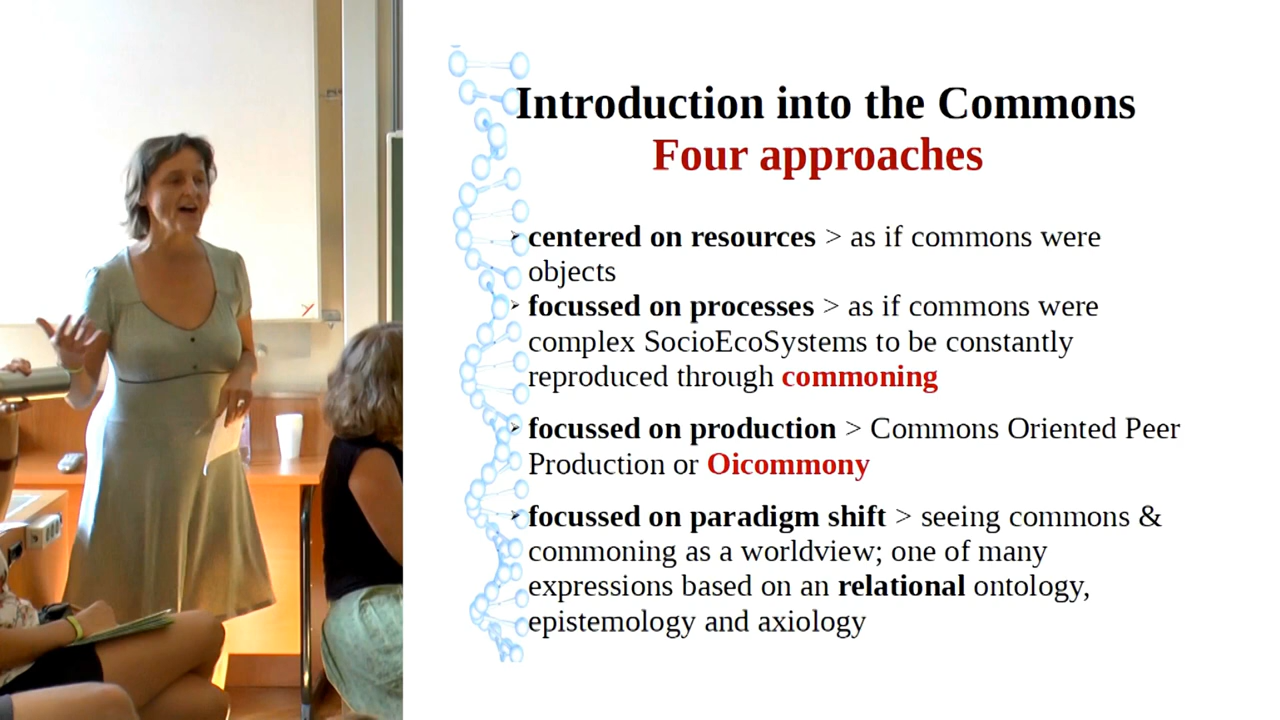 Introduction into the Commons
Four approaches
➢ centered on resources > as if commons were
objects
➢ focussed on processes > as if commons were
complex SocioEcoSystems to be constantly
reproduced through commoning
➢ focussed on production > Commons Oriented Peer
Production or Oicommony
➢ focussed on paradigm shift > seeing commons &
commoning as a worldview; one of many
expressions based on an relational ontology,
epistemology and axiology